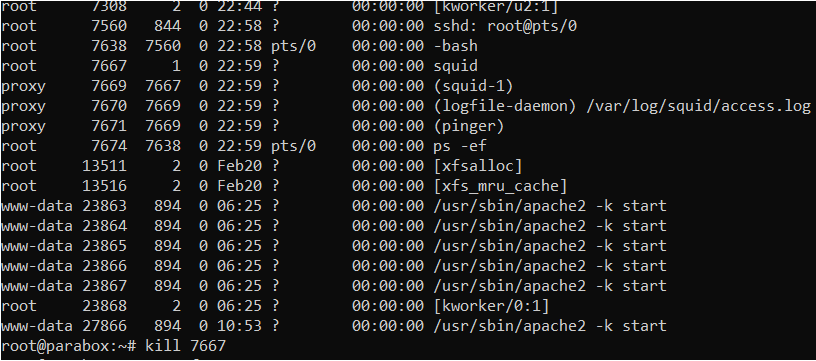 root      7308     2  0 22:44 ?        00:00:00 [kworker/u2:1]
root      7560   844  0 22:58 ?        00:00:00 sshd: root@pts/0
root      7638  7560  0 22:58 pts/0    00:00:00 -bash
root      7667     1  0 22:59 ?        00:00:00 squid
proxy     7669  7667  0 22:59 ?        00:00:00 (squid-1)
proxy     7670  7669  0 22:59 ?        00:00:00 (logfile-daemon) /var/log/squid/access.log
proxy     7671  7669  0 22:59 ?        00:00:00 (pinger)
root      7674  7638  0 22:59 pts/0    00:00:00 ps -ef
root     13511     2  0 Feb20 ?        00:00:00 [xfsalloc]
root     13516     2  0 Feb20 ?        00:00:00 [xfs_mru_cache]
www-data 23863   894  0 06:25 ?        00:00:00 /usr/sbin/apache2 -k start
www-data 23864   894  0 06:25 ?        00:00:00 /usr/sbin/apache2 -k start
www-data 23865   894  0 06:25 ?        00:00:00 /usr/sbin/apache2 -k start
www-data 23866   894  0 06:25 ?        00:00:00 /usr/sbin/apache2 -k start
www-data 23867   894  0 06:25 ?        00:00:00 /usr/sbin/apache2 -k start
root     23868     2  0 06:25 ?        00:00:00 [kworker/0:1]
www-data 27866   894  0 10:53 ?        00:00:00 /usr/sbin/apache2 -k start
root@parabox:~# kill 7667